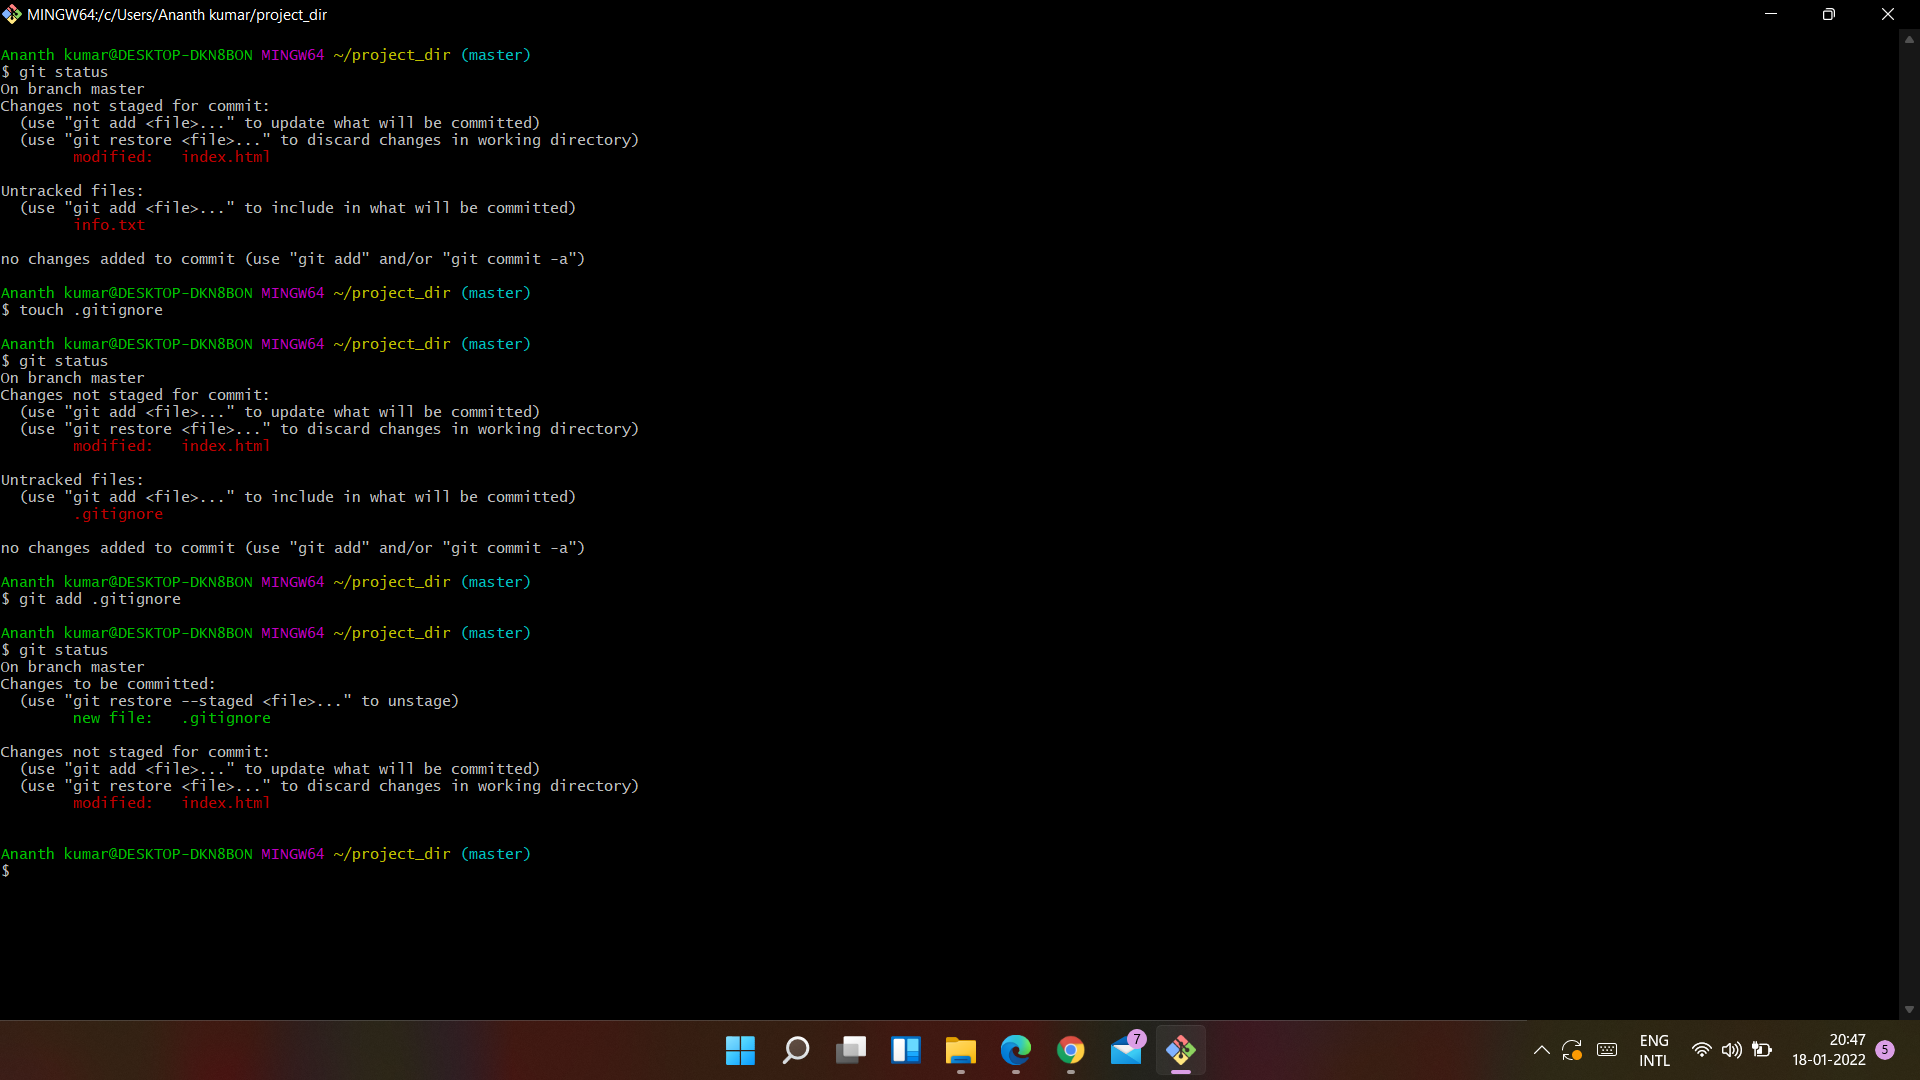 MINGW64:/c/Users/Ananth kumar/project_dir
Ananth kumar@DESKTOP-DKN8BON MINGW64 ~/project_dir (master)
$ git status
On branch master
Changes not staged for commit:
  (use "git add <file>..." to update what will be committed)
  (use "git restore <file>..." to discard changes in working directory)
        modified:   index.html

Untracked files:
  (use "git add <file>..." to include in what will be committed)
        info.txt

no changes added to commit (use "git add" and/or "git commit -a")

Ananth kumar@DESKTOP-DKN8BON MINGW64 ~/project_dir (master)
$ touch .gitignore

Ananth kumar@DESKTOP-DKN8BON MINGW64 ~/project_dir (master)
$ git status
On branch master
Changes not staged for commit:
  (use "git add <file>..." to update what will be committed)
  (use "git restore <file>..." to discard changes in working directory)
        modified:   index.html

Untracked files:
  (use "git add <file>..." to include in what will be committed)
        .gitignore

no changes added to commit (use "git add" and/or "git commit -a")

Ananth kumar@DESKTOP-DKN8BON MINGW64 ~/project_dir (master)
$ git add .gitignore

Ananth kumar@DESKTOP-DKN8BON MINGW64 ~/project_dir (master)
$ git status
On branch master
Changes to be committed:
  (use "git restore --staged <file>..." to unstage)
        new file:   .gitignore

Changes not staged for commit:
  (use "git add <file>..." to update what will be committed)
  (use "git restore <file>..." to discard changes in working directory)
        modified:   index.html

Ananth kumar@DESKTOP-DKN8BON MINGW64 ~/project_dir (master)
$
7
ENG
INTL
20:47
18-01-2022
5